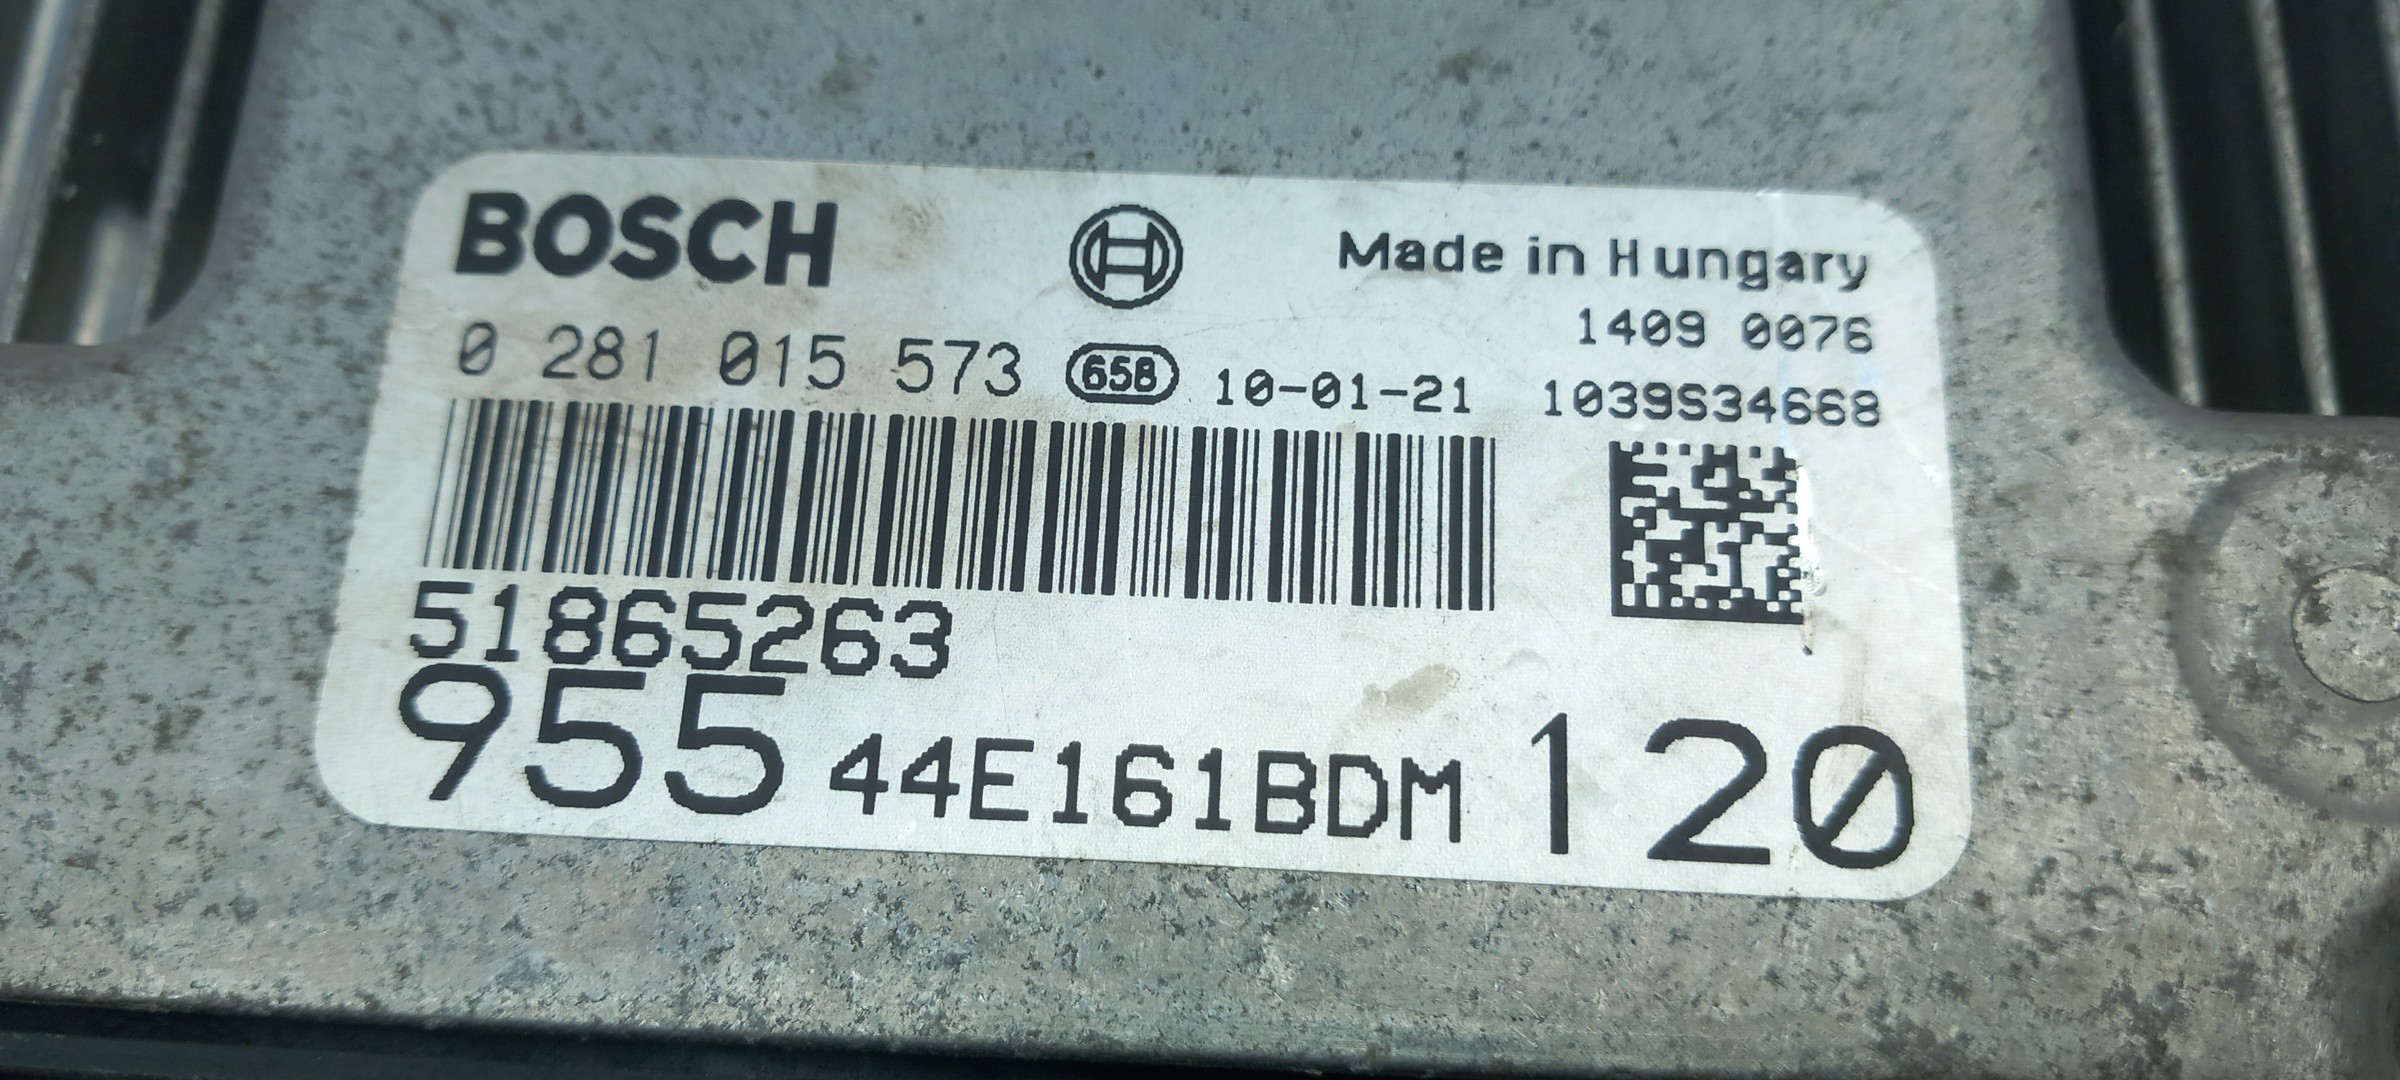 BOSCH Made in Hungary
1409 0076
0 281 015 573 658 10-01-21 1039S34668
51865263
955 44E161BDM 120